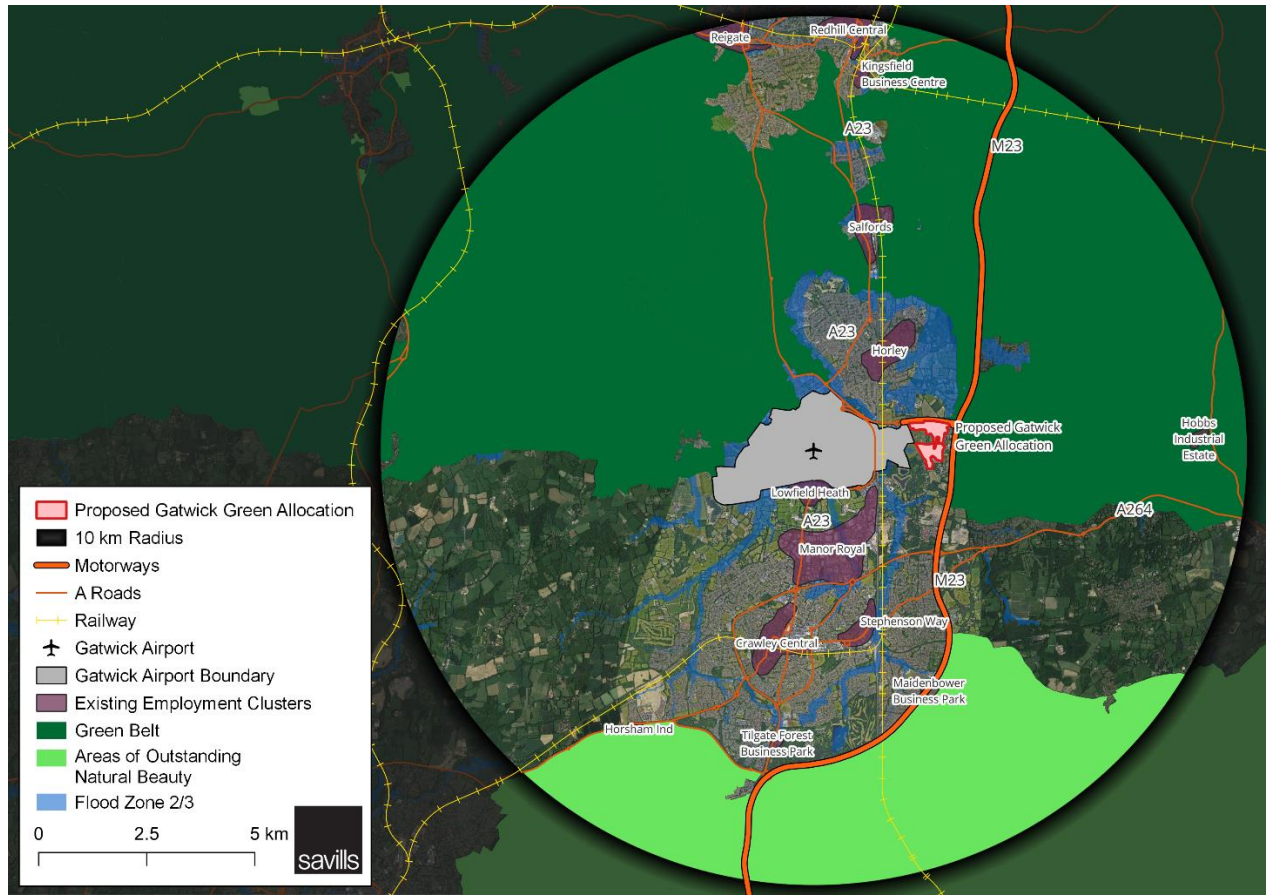 Reigate
Redhill Central
Kingsfield
Business Centre
A23
M23
Salfords
A23
Horley
Proposed Gatwick
Green Allocation
Hobbs
Industrial
Estate
Lowfield Heath
A23
A264
Manor Royal
M23
Stephenson Way
Crawley Central
Maidenbower
Business Park
Horsham Ind
Tilgate Forest
Business Park
Proposed Gatwick Green Allocation
10 km Radius
Motorways
A Roads
Railway
Gatwick Airport
Gatwick Airport Boundary
Existing Employment Clusters
Green Belt
Areas of Outstanding
Natural Beauty
Flood Zone 2/3
0 2.5 5 km
savills